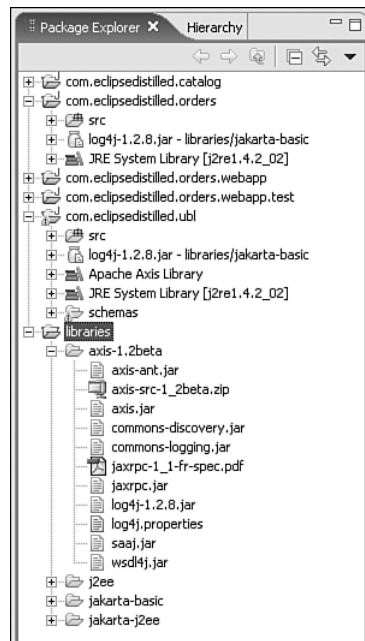 Package Explorer Hierarchy
com.eclipsedistilled.catalog
com.eclipsedistilled.orders
src
log4j-1.2.8.jar - libraries/jakarta-basic
JRE System Library [j2re1.4.2_02]
com.eclipsedistilled.orders.webapp
com.eclipsedistilled.orders.webapp.test
com.eclipsedistilled.ubl
src
log4j-1.2.8.jar - libraries/jakarta-basic
Apache Axis Library
JRE System Library [j2re1.4.2_02]
schemas
libraries
axis-1.2beta
axis-ant.jar
axis-src-1_2beta.zip
axis.jar
commons-discovery.jar
commons-logging.jar
jaxrpc-1_1-fr-spec.pdf
jaxrpc.jar
log4j-1.2.8.jar
log4j.properties
saaj.jar
wsdl4j.jar
j2ee
jakarta-basic
jakarta-j2ee